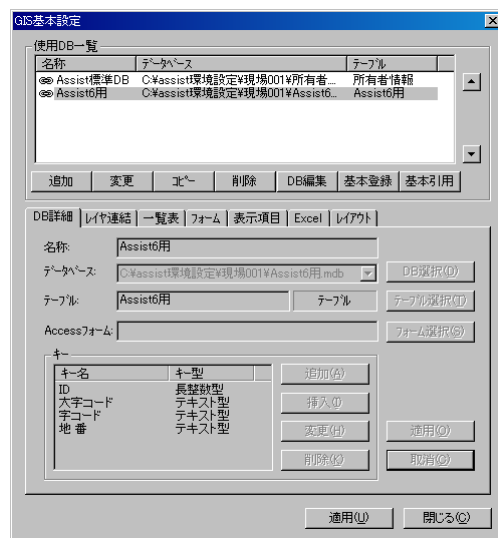 GIS基本設定
使用DB一覧
名称 ﾃﾞｰﾀﾍﾞｰｽ ﾃｰﾌﾞﾙ
Assist標準DB C:¥assist環境設定¥現場001¥所有者... 所有者情報
Assist6用 C:¥assist環境設定¥現場001¥Assist6... Assist6用
追加 変更 ｺﾋﾟｰ 削除 DB編集 基本登録 基本引用
DB詳細 ﾚｲﾔ連結 一覧表 ﾌｫｰﾑ 表示項目 Excel ﾚｲｱｳﾄ
名称: Assist6用
ﾃﾞｰﾀﾍﾞｰｽ: C:¥assist環境設定¥現場001¥Assist6用.mdb DB選択(D)
ﾃｰﾌﾞﾙ: Assist6用 ﾃｰﾌﾞﾙ ﾃｰﾌﾞﾙ選択(T)
Accessﾌｫｰﾑ: ﾌｫｰﾑ選択(S)
キー
キー名 キー型 追加(A)
ID 長整数型
大字コード テキスト型 挿入(I)
字コード テキスト型
地番 テキスト型 変更(H) 適用(O)
削除(K) 取消(C)
適用(U) 閉じる(C)